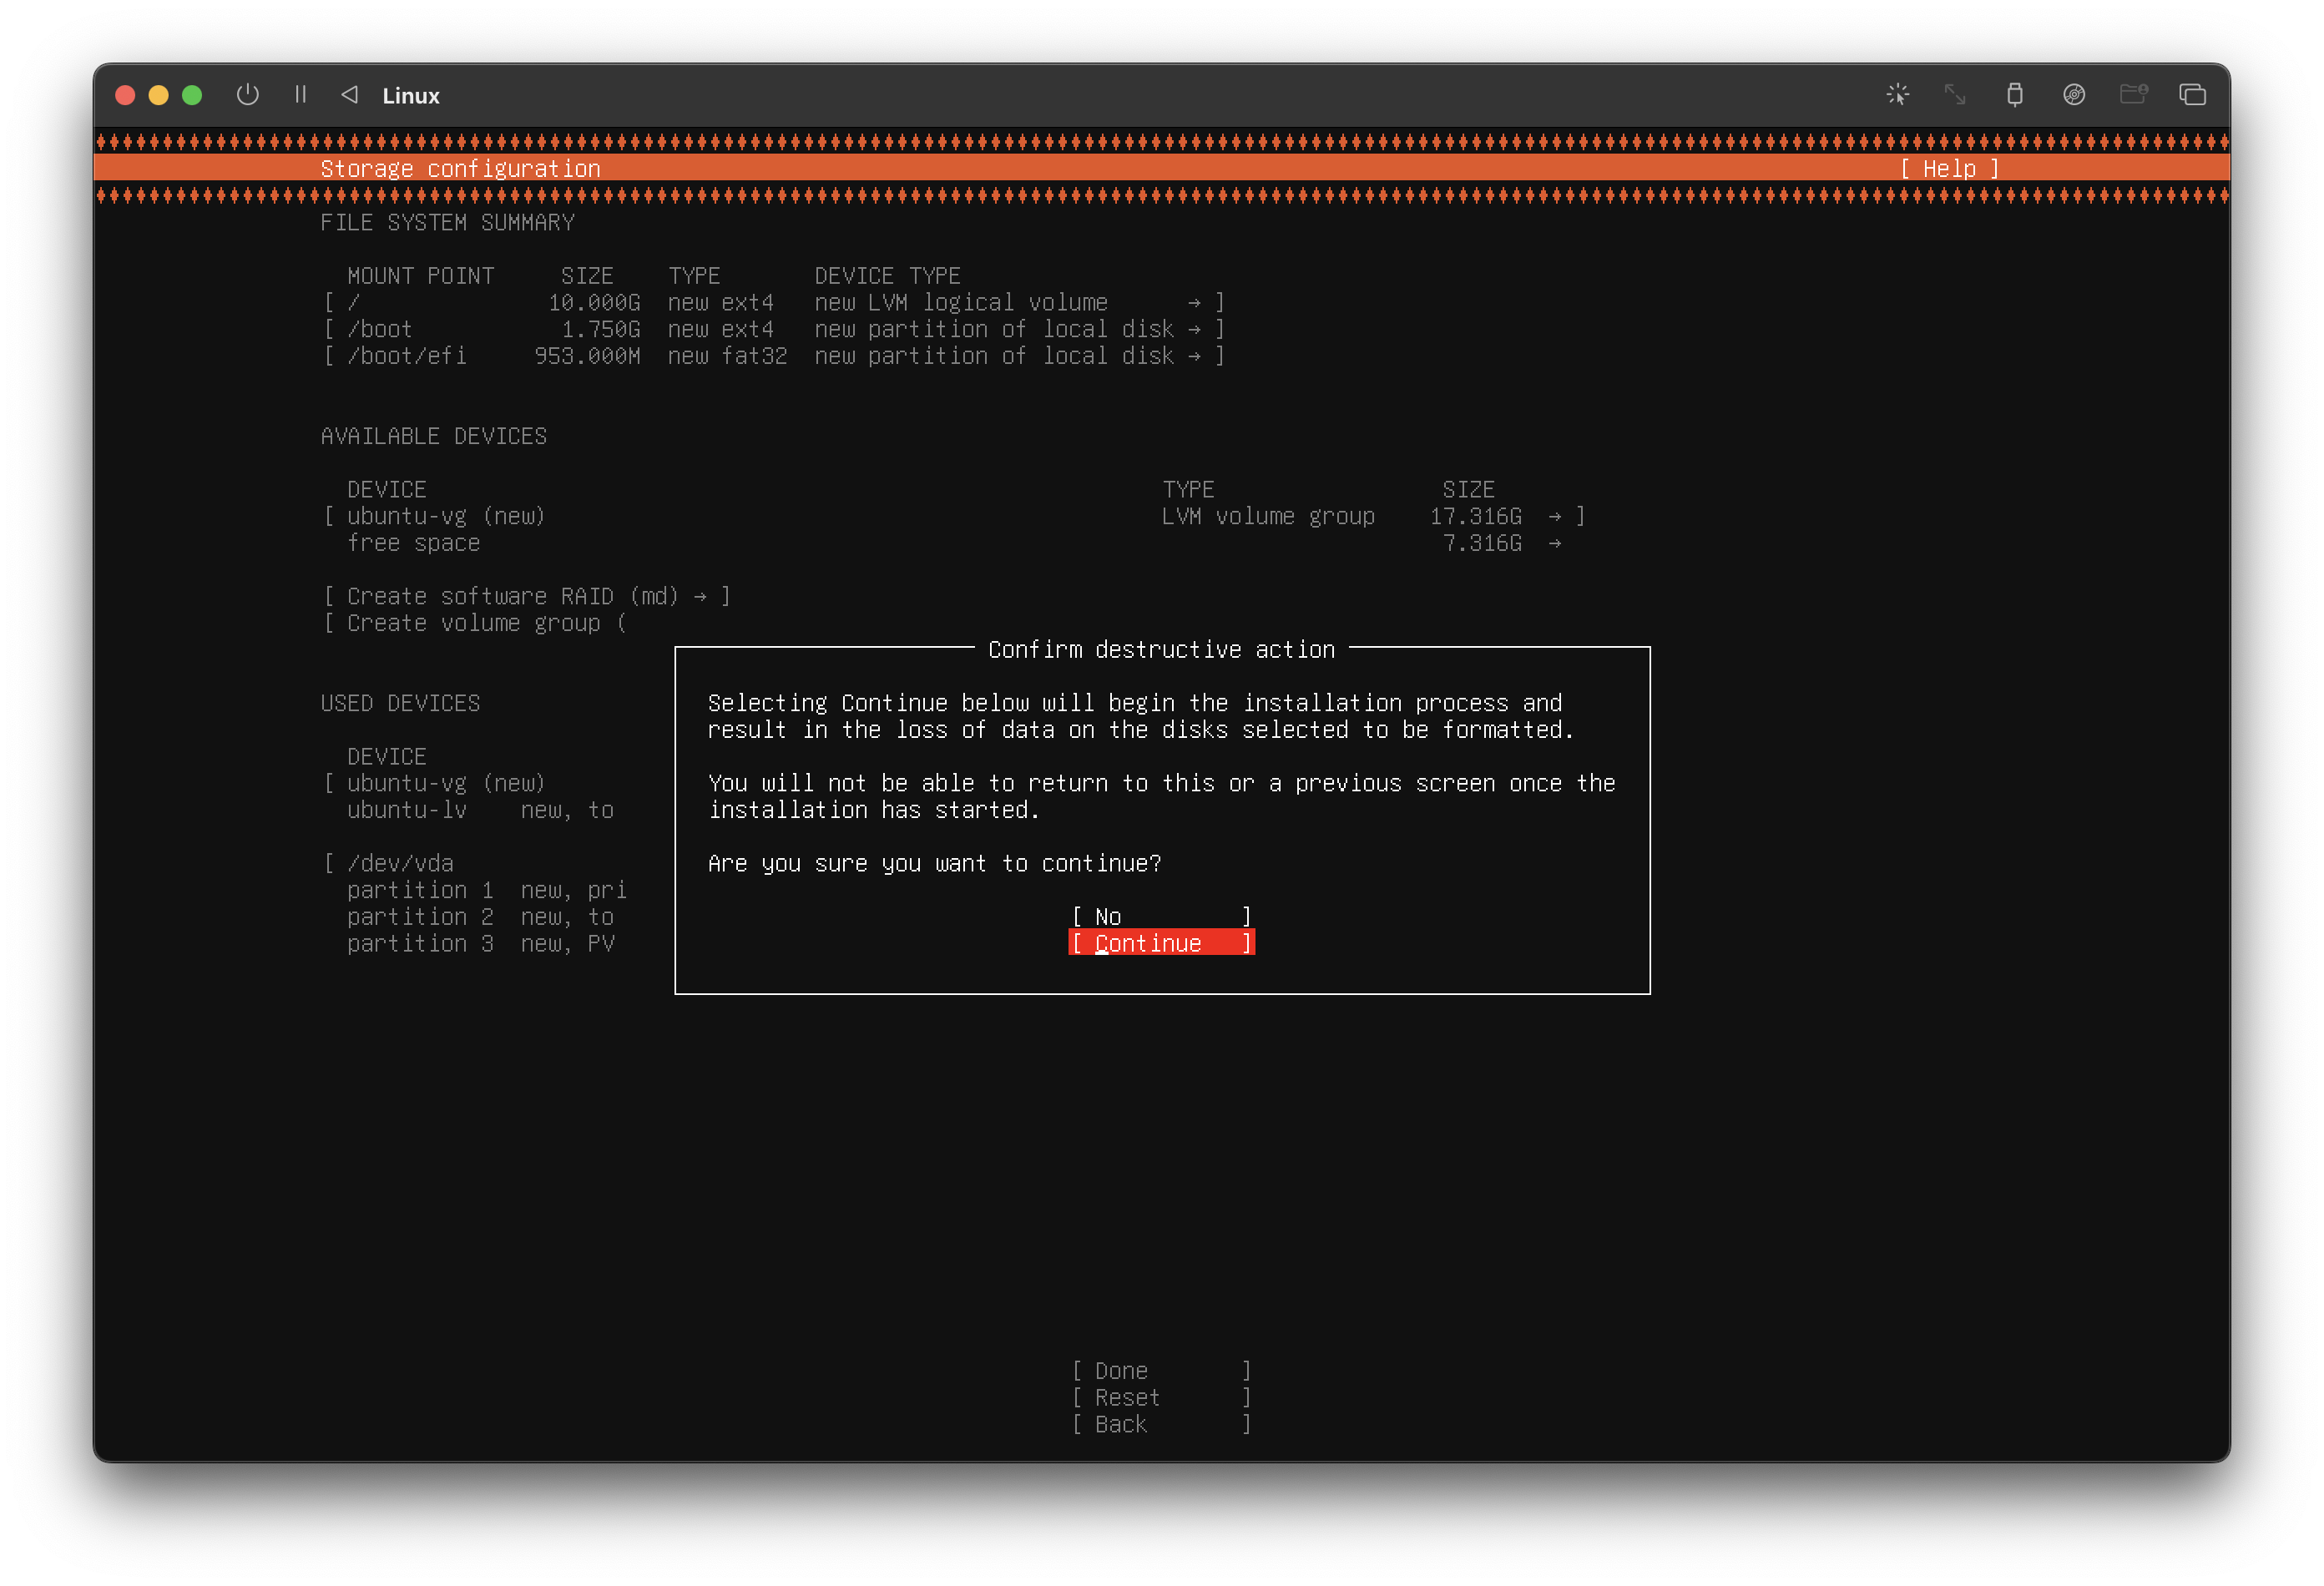 Linux
Storage configuration [ Help ]
FILE SYSTEM SUMMARY
MOUNT POINT SIZE TYPE DEVICE TYPE
[ / 10.000G new ext4 new LVM logical volume → ]
[ /boot 1.750G new ext4 new partition of local disk → ]
[ /boot/efi 953.000M new fat32 new partition of local disk → ]
AVAILABLE DEVICES
DEVICE TYPE SIZE
[ ubuntu-vg (new) LVM volume group 17.316G → ]
free space 7.316G →
[ Create software RAID (md) → ]
[ Create volume group (
USED DEVICES
DEVICE
[ ubuntu-vg (new)
ubuntu-lv new, to
[ /dev/vda
partition 1 new, pri
partition 2 new, to
partition 3 new, PV
Confirm destructive action
Selecting Continue below will begin the installation process and
result in the loss of data on the disks selected to be formatted.
You will not be able to return to this or a previous screen once the
installation has started.
Are you sure you want to continue?
[ No ]
[ Continue ]
[ Done ]
[ Reset ]
[ Back ]